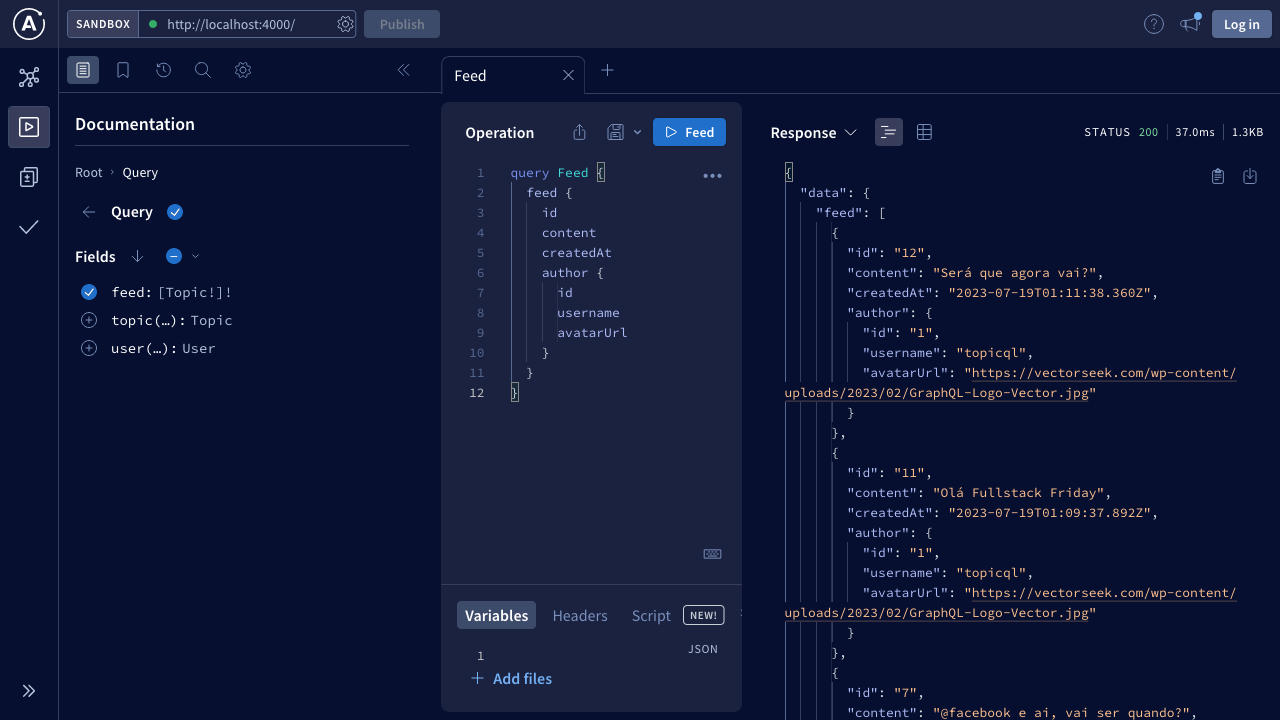 A
SANDBOX
http://localhost:4000/
Publish
?
Log in
Documentation
Root › Query
Query
Fields
feed: [Topic!]!
topic(…): Topic
user(…): User
Feed
Operation
Feed
1 query Feed {
2 feed {
3 id
4 content
5 createdAt
6 author {
7 id
8 username
9 avatarUrl
10 }
11 }
12 }
Variables
Headers
Script
NEW!
1
JSON
Add files
Response
STATUS 200
37.0ms
1.3KB
{
"data": {
"feed": [
{
"id": "12",
"content": "Será que agora vai?",
"createdAt": "2023-07-19T01:11:38.360Z",
"author": {
"id": "1",
"username": "topicql",
"avatarUrl": "https://vectorseek.com/wp-content/
uploads/2023/02/GraphQL-Logo-Vector.jpg"
}
},
{
"id": "11",
"content": "Olá Fullstack Friday",
"createdAt": "2023-07-19T01:09:37.892Z",
"author": {
"id": "1",
"username": "topicql",
"avatarUrl": "https://vectorseek.com/wp-content/
uploads/2023/02/GraphQL-Logo-Vector.jpg"
}
},
{
"id": "7",
"content": "@facebook e ai, vai ser quando?",